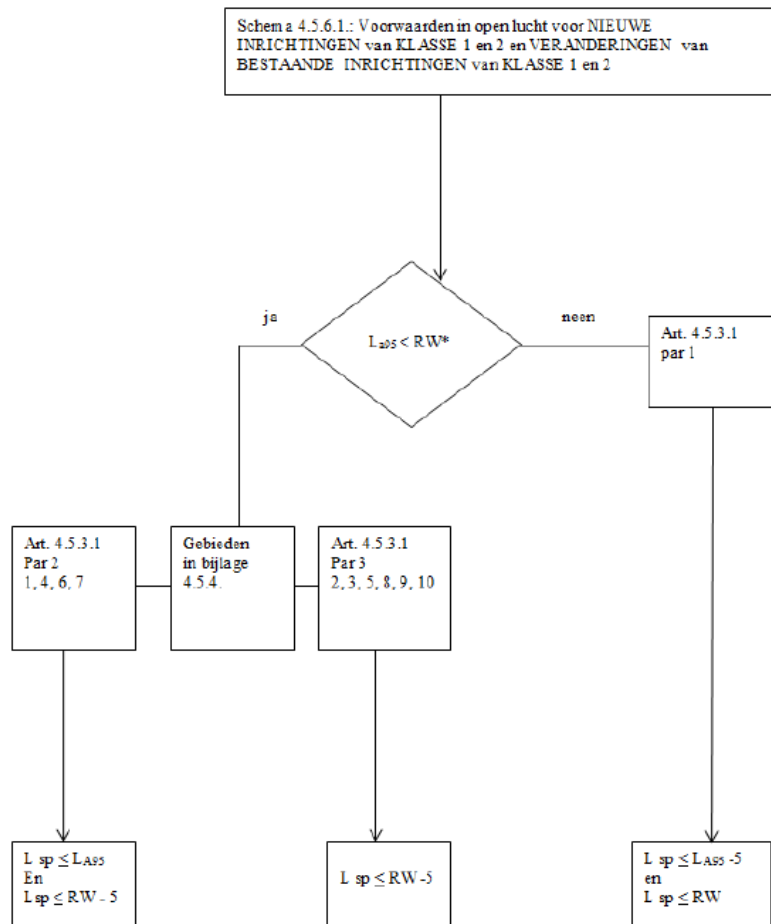 Schema 4.5.6.1.: Voorwaarden in open lucht voor NIEUWE
INRICHTINGEN van KLASSE 1 en 2 en VERANDERINGEN van
BESTAANDE INRICHTINGEN van KLASSE 1 en 2
ja
neen
La95 < RW*
Art. 4.5.3.1
par 1
Art. 4.5.3.1
Par 2
1, 4, 6, 7
Gebieden
in bijlage
4.5.4.
Art. 4.5.3.1
Par 3
2, 3, 5, 8, 9, 10
L sp ≤ LA95
En
Lsp ≤ RW - 5
L sp ≤ RW -5
L sp ≤ LA95 -5
en
L sp ≤ RW